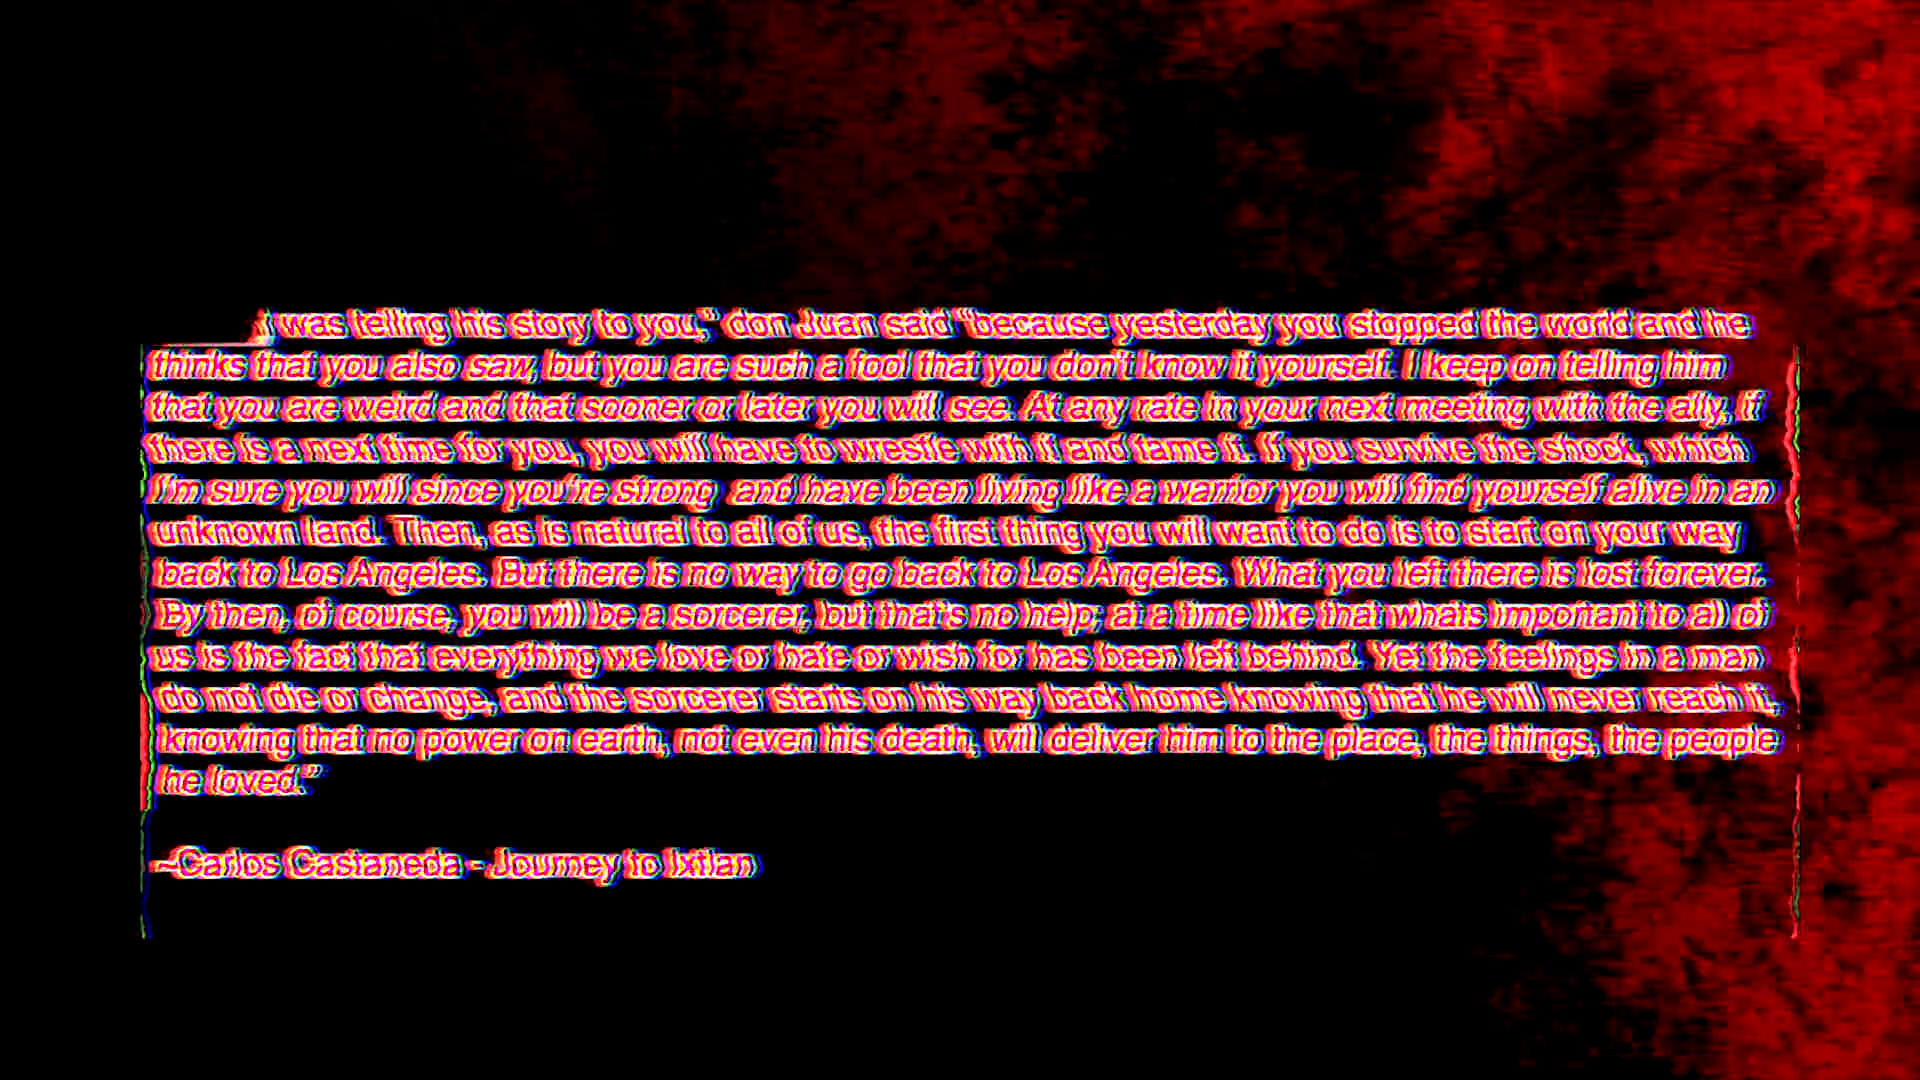 I was telling his story to you," don Juan said "because yesterday you stopped the world and he
thinks that you also saw, but you are such a fool that you don't know it yourself. I keep on telling him
that you are weird and that sooner or later you will see. At any rate in your next meeting with the ally, if
there is a next time for you, you will have to wrestle with it and tame it. If you survive the shock, which
I'm sure you will since you're strong and have been living like a warrior you will find yourself alive in an
unknown land. Then, as is natural to all of us, the first thing you will want to do is to start on your way
back to Los Angeles. But there is no way to go back to Los Angeles. What you left there is lost forever.
By then, of course, you will be a sorcerer, but that's no help; at a time like that whats important to all of
us is the fact that everything we love or hate or wish for has been left behind. Yet the feelings in a man
do not die or change, and the sorcerer starts on his way back home knowing that he will never reach it,
knowing that no power on earth, not even his death, will deliver him to the place, the things, the people
he loved."
~Carlos Castaneda - Journey to Ixtlan